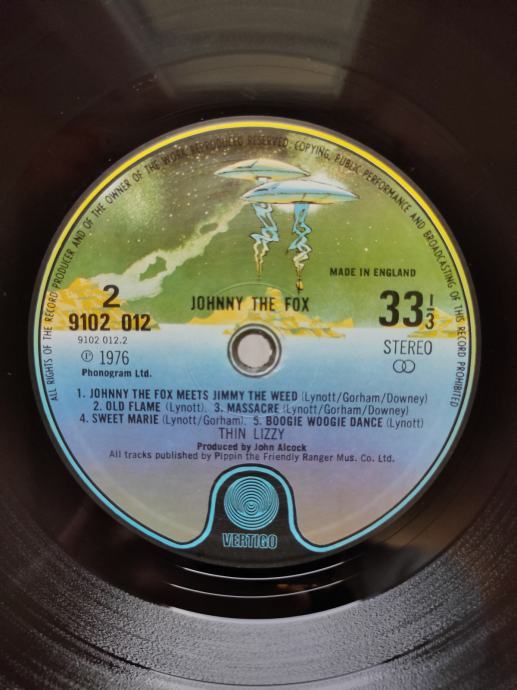 ALL RIGHTS OF THE RECORD PRODUCER AND OF THE OWNER OF THE WORK REPRODUCED RESERVED. COPYING, PUBLIC PERFORMANCE AND BROADCASTING OF THIS RECORD PROHIBITED
MADE IN ENGLAND
2
JOHNNY THE FOX
33 1/3
9102 012
9102 012.2
STEREO
℗ 1976
Phonogram Ltd.
1. JOHNNY THE FOX MEETS JIMMY THE WEED (Lynott/Gorham/Downey)
2. OLD FLAME (Lynott). 3. MASSACRE (Lynott/Gorham/Downey)
4. SWEET MARIE (Lynott/Gorham). 5. BOOGIE WOOGIE DANCE (Lynott)
THIN LIZZY
Produced by John Alcock
All tracks published by Pippin the Friendly Ranger Mus. Co. Ltd.
VERTIGO